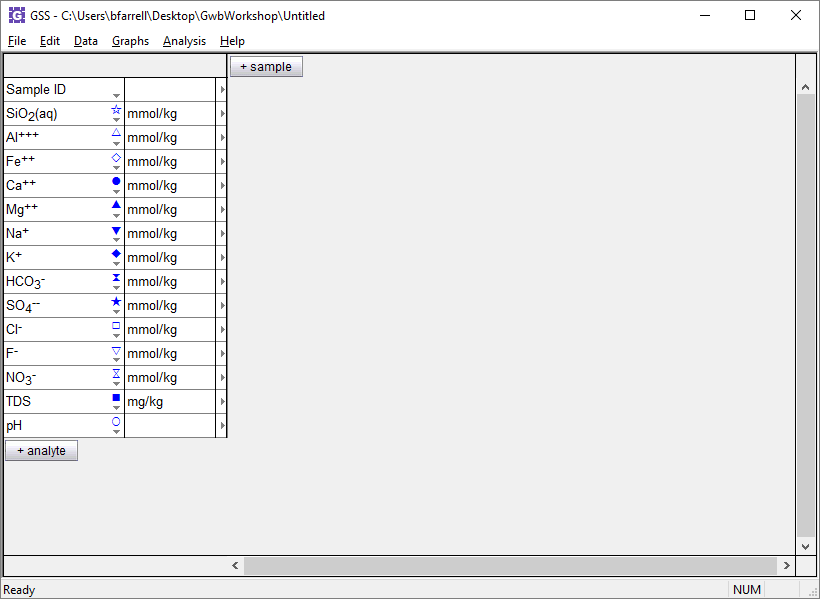 GSS - C:\Users\bfarrell\Desktop\GwbWorkshop\Untitled
File Edit Data Graphs Analysis Help
+ sample
Sample ID
SiO₂(aq) mmol/kg
Al⁺⁺⁺ mmol/kg
Fe⁺⁺ mmol/kg
Ca⁺⁺ mmol/kg
Mg⁺⁺ mmol/kg
Na⁺ mmol/kg
K⁺ mmol/kg
HCO₃⁻ mmol/kg
SO₄⁻⁻ mmol/kg
Cl⁻ mmol/kg
F⁻ mmol/kg
NO₃⁻ mmol/kg
TDS mg/kg
pH
+ analyte
Ready NUM